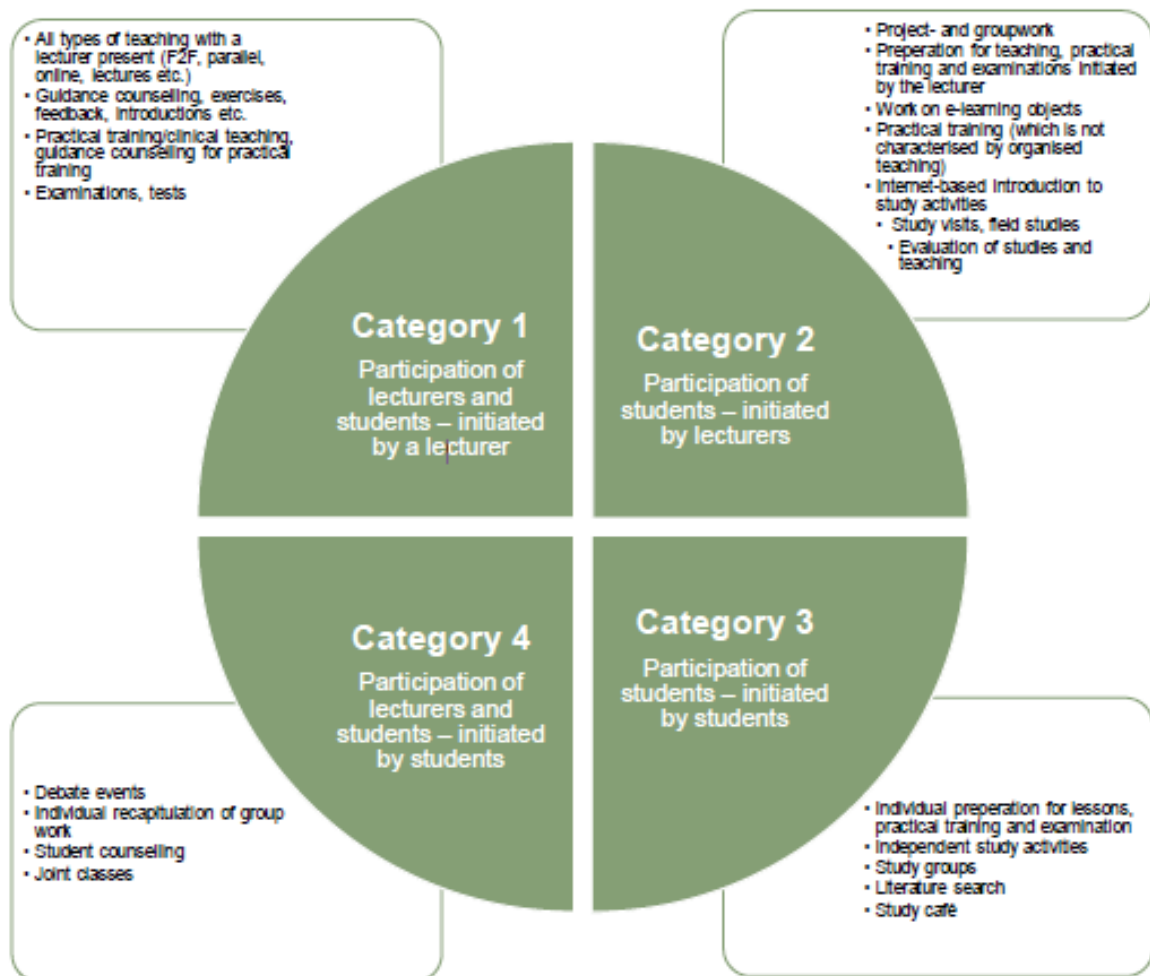 • All types of teaching with a
lecturer present (F2F, parallel,
online, lectures etc.)
• Guidance counselling, exercises,
feedback, introductions etc.
• Practical training/clinical teaching,
guidance counselling for practical
training
• Examinations, tests
• Project- and groupwork
• Preparation for teaching, practical
training and examinations initiated
by the lecturer
• Work on e-learning objects
• Practical training (which is not
characterised by organised
teaching)
• Internet-based introduction to
study activities
• Study visits, field studies
• Evaluation of studies and
teaching
Category 1
Participation of
lecturers and
students – initiated
by a lecturer
Category 2
Participation of
students – initiated
by lecturers
Category 4
Participation of
lecturers and
students – initiated
by students
Category 3
Participation of
students – initiated
by students
• Debate events
• Individual recapitulation of group
work
• Student counselling
• Joint classes
• Individual preperation for lessons,
practical training and examination
• Independent study activities
• Study groups
• Literature search
• Study café